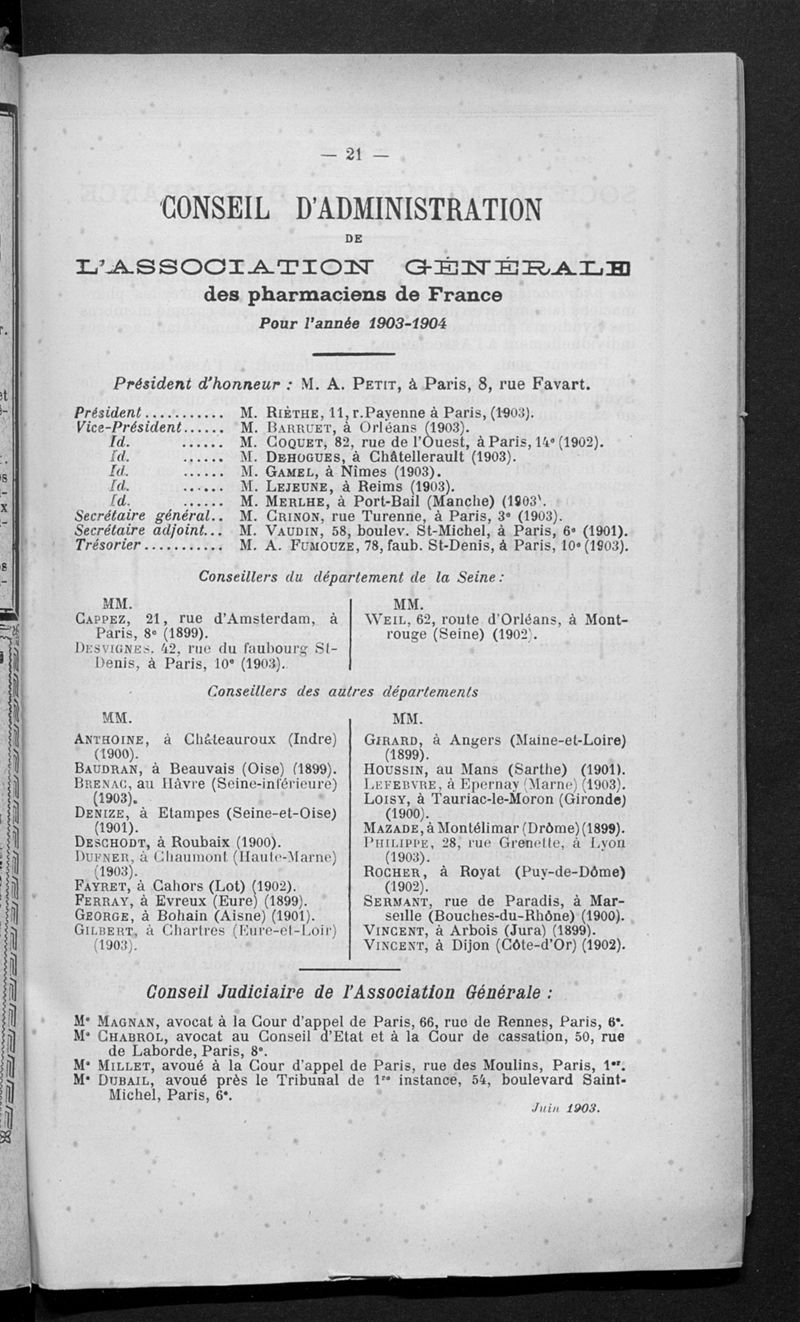 — 21 —
CONSEIL D'ADMINISTRATION
DE
L'ASSOCIATION GÉNÉRALE
des pharmaciens de France
Pour l'année 1903-1904
Président d'honneur : M. A. PETIT, à Paris, 8, rue Favart.
Président........... M. RIÈTHE, 11, r. Payenne à Paris, (1903).
Vice-Président...... M. BARRUET, à Orléans (1903).
Id. ...... M. COQUET, 82, rue de l'Ouest, à Paris, 14e (1902).
Id. ...... M. DEHOGUES, à Châtellerault (1903).
Id. ...... M. GAMEL, à Nîmes (1903).
Id. ...... M. LEJEUNE, à Reims (1903).
Id. ...... M. MERLHE, à Port-Bail (Manche) (1903).
Secrétaire général.. M. CRINON, rue Turenne, à Paris, 3e (1903).
Secrétaire adjoint... M. VAUDIN, 58, boulev. St-Michel, à Paris, 6e (1901).
Trésorier........... M. A. FUMOUZE, 78, faub. St-Denis, à Paris, 10e (1903).
Conseillers du département de la Seine :
MM.
CAPPEZ, 21, rue d'Amsterdam, à
Paris, 8e (1899).
DESVIGNES. 42, rue du faubourg St-
Denis, à Paris, 10e (1903).
MM.
WEIL, 62, route d'Orléans, à Mont-
rouge (Seine) (1902).
Conseillers des autres départements
MM.
ANTHOINE, à Châteauroux (Indre)
(1900).
BAUDRAN, à Beauvais (Oise) (1899).
BRENAC, au Hâvre (Seine-inférieure)
(1903).
DENIZE, à Etampes (Seine-et-Oise)
(1901).
DESCHODT, à Roubaix (1900).
DUFNER, à Chaumont (Haute-Marne)
(1903).
FAYRET, à Cahors (Lot) (1902).
FERRAY, à Evreux (Eure) (1899).
GEORGE, à Bohain (Aisne) (1901).
GILBERT, à Chartres (Eure-et-Loir)
(1903).
MM.
GIRARD, à Angers (Maine-et-Loire)
(1899).
HOUSSIN, au Mans (Sarthe) (1901).
LEFEBVRE, à Epernay (Marne) (1903).
LOISY, à Tauriac-le-Moron (Gironde)
(1900).
MAZADE, à Montélimar (Drôme) (1899).
PHILIPPE, 28, rue Grenette, à Lyon
(1903).
ROCHER, à Royat (Puy-de-Dôme)
(1902).
SERMANT, rue de Paradis, à Mar-
seille (Bouches-du-Rhône) (1900).
VINCENT, à Arbois (Jura) (1899).
VINCENT, à Dijon (Côte-d'Or) (1902).
Conseil Judiciaire de l'Association Générale :
Me MAGNAN, avocat à la Cour d'appel de Paris, 66, rue de Rennes, Paris, 6e.
Me CHABROL, avocat au Conseil d'Etat et à la Cour de cassation, 50, rue
de Laborde, Paris, 8e.
Me MILLET, avoué à la Cour d'appel de Paris, rue des Moulins, Paris, 1er.
Me DUBAIL, avoué près le Tribunal de 1re instance, 54, boulevard Saint-
Michel, Paris, 6e.
Juin 1903.